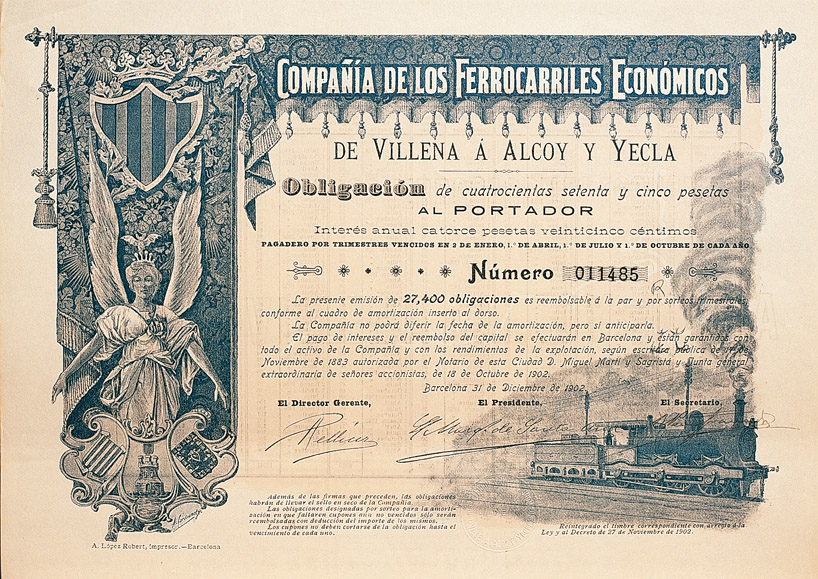 COMPAÑÍA DE LOS FERROCARRILES ECONÓMICOS
DE VILLENA Á ALCOY Y YECLA
Obligación de cuatrocientas setenta y cinco pesetas
AL PORTADOR
Interés anual catorce pesetas veinticinco céntimos
PAGADERO POR TRIMESTRES VENCIDOS EN 2 DE ENERO, 1.º DE ABRIL, 1.º DE JULIO Y 1.º DE OCTUBRE DE CADA AÑO
Número 011485
La presente emisión de 27,400 obligaciones es reembolsable á la par y por sorteos trimestrales,
conforme al cuadro de amortización inserto al dorso.
La Compañía no podrá diferir la fecha de la amortización, pero sí anticiparla.
El pago de intereses y el reembolso del capital se efectuarán en Barcelona y están garantidos con
todo el activo de la Compañía y con los rendimientos de la explotación, según escritura pública de
Noviembre de 1883 autorizada por el Notario de esta Ciudad D. Miguel Martí y Sagristá y Junta general
extraordinaria de señores accionistas, de 18 de Octubre de 1902.
Barcelona 31 de Diciembre de 1902
El Director Gerente, El Presidente, El Secretario,
Además de las firmas que preceden, las obligaciones
habrán de llevar el sello en seco de la Compañía.
Las obligaciones designadas por sorteo para la amorti-
zación en que faltaren cupones aún no vencidos sólo serán
reembolsadas con deducción del importe de los mismos.
Los cupones no deben cortarse de la obligación hasta el
vencimiento de cada uno.
Reintegrado el timbre correspondiente con arreglo á la
Ley y al Decreto de 27 de Noviembre de 1902.
A. López Robert, impresor.—Barcelona